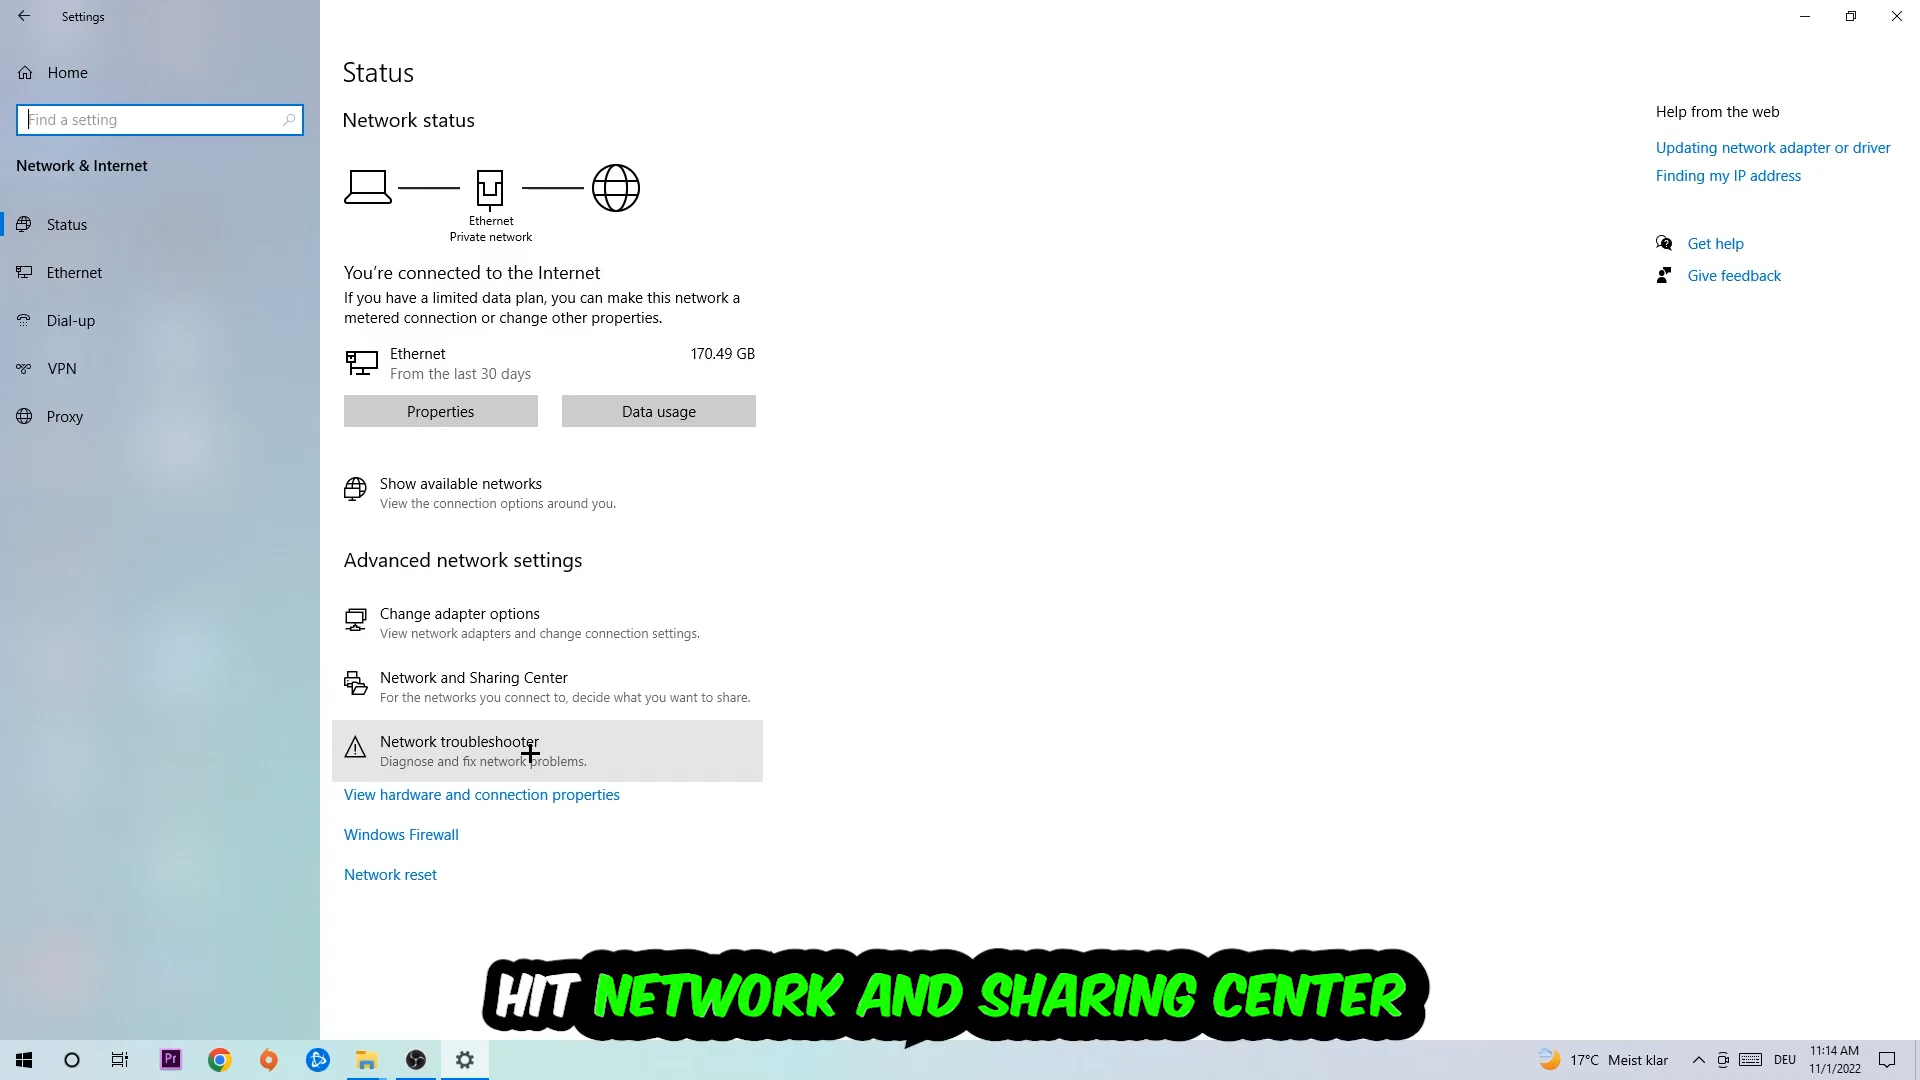 Settings
Home
Find a setting
Network & Internet
Status
Ethernet
Dial-up
VPN
Proxy
Status
Network status
Ethernet
Private network
You're connected to the Internet
If you have a limited data plan, you can make this network a
metered connection or change other properties.
Ethernet 170.49 GB
From the last 30 days
Properties Data usage
Show available networks
View the connection options around you.
Advanced network settings
Change adapter options
View network adapters and change connection settings.
Network and Sharing Center
For the networks you connect to, decide what you want to share.
Network troubleshooter
Diagnose and fix network problems.
View hardware and connection properties
Windows Firewall
Network reset
Help from the web
Updating network adapter or driver
Finding my IP address
Get help
Give feedback
HIT NETWORK AND SHARING CENTER
Pr
17°C Meist klar DEU 11:14 AM
11/1/2022